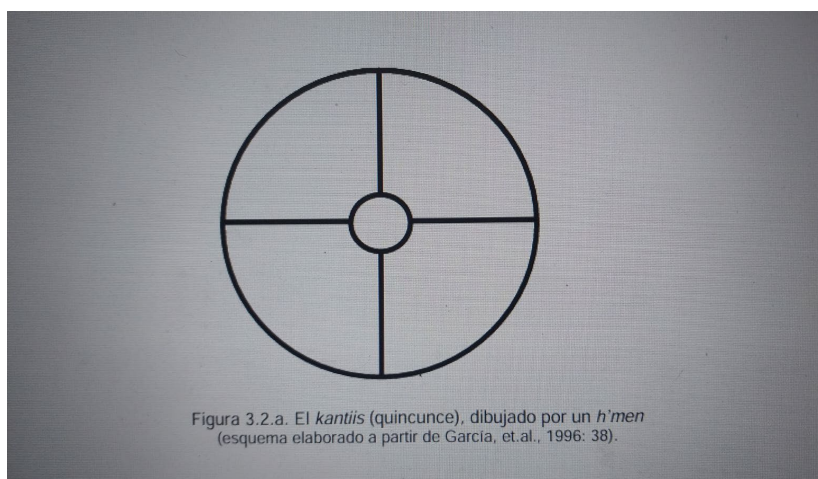 Figura 3.2.a. El kantiis (quincunce), dibujado por un h'men
(esquema elaborado a partir de García, et.al., 1996: 38).